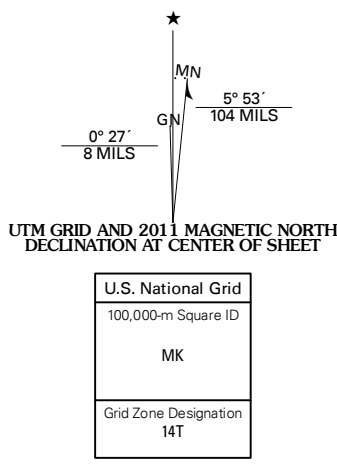 ★
MN
GN
5° 53´
104 MILS
0° 27´
8 MILS
UTM GRID AND 2011 MAGNETIC NORTH
DECLINATION AT CENTER OF SHEET
U.S. National Grid
100,000-m Square ID
MK
Grid Zone Designation
14T